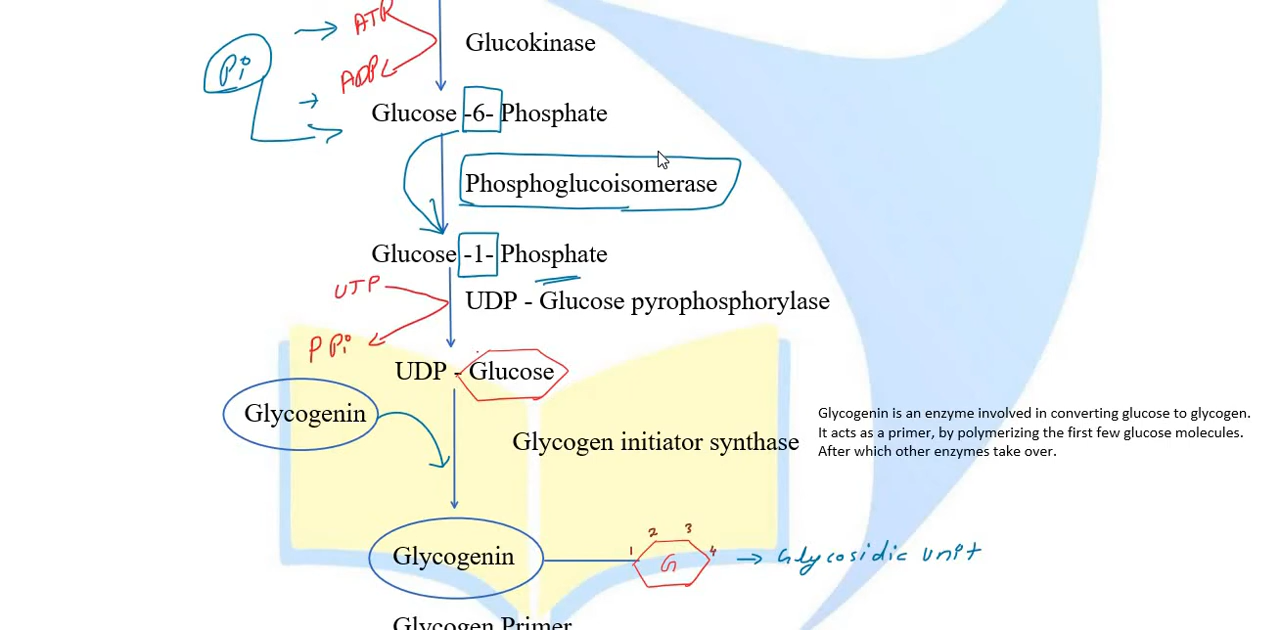 ATP
Glucokinase
Pi
ADP
Glucose -6- Phosphate
Phosphoglucoisomerase
Glucose -1- Phosphate
UTP
UDP - Glucose pyrophosphorylase
PPi
UDP - Glucose
Glycogenin
Glycogen initiator synthase
Glycogenin is an enzyme involved in converting glucose to glycogen.
It acts as a primer, by polymerizing the first few glucose molecules.
After which other enzymes take over.
2 3
1 4
Glycogenin G → Glycosidic unit
Glycogen Primer